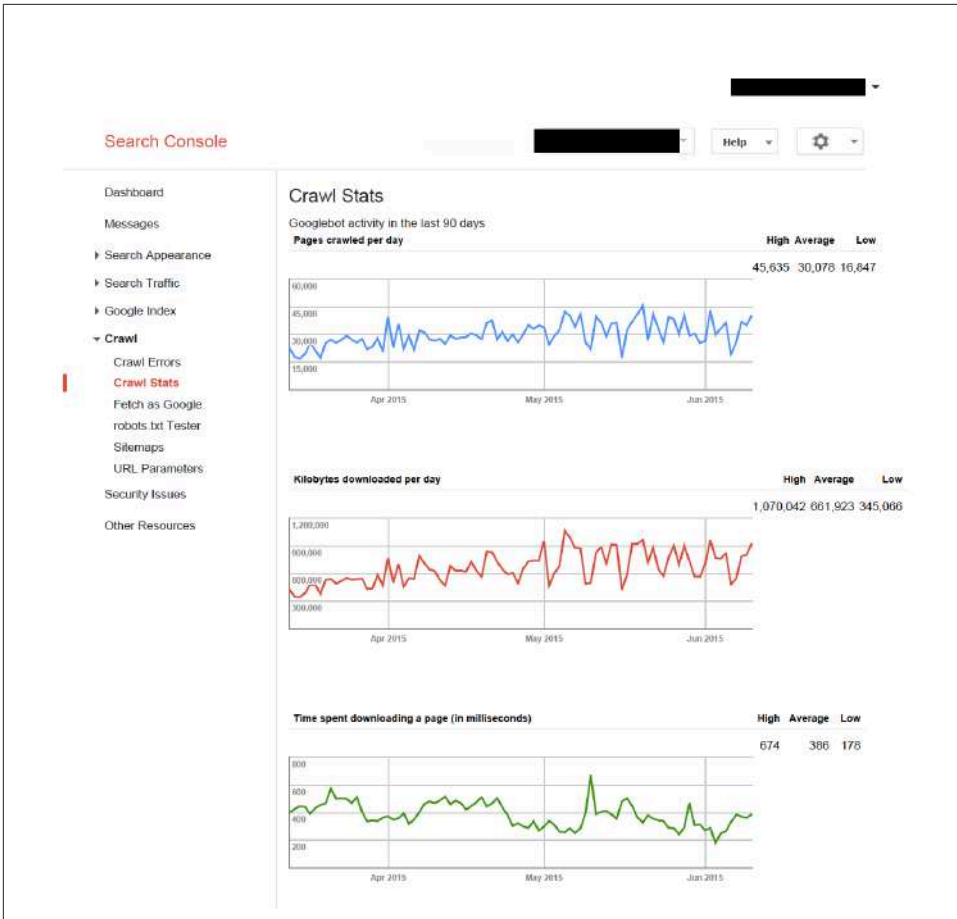 Search Console
Help
Dashboard
Messages
Search Appearance
Search Traffic
Google Index
Crawl
Crawl Errors
Crawl Stats
Fetch as Google
robots.txt Tester
Sitemaps
URL Parameters
Security Issues
Other Resources
Crawl Stats
Googlebot activity in the last 90 days
Pages crawled per day High Average Low
45,635 30,078 16,847
60,000
45,000
30,000
15,000
Apr 2015 May 2015 Jun 2015
Kilobytes downloaded per day High Average Low
1,070,042 661,923 345,066
1,200,000
900,000
600,000
300,000
Apr 2015 May 2015 Jun 2015
Time spent downloading a page (in milliseconds) High Average Low
674 386 178
800
600
400
200
Apr 2015 May 2015 Jun 2015